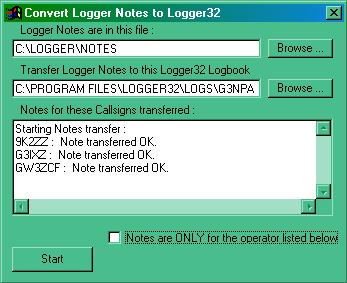 Convert Logger Notes to Logger32
Logger Notes are in this file :
C:\LOGGER\NOTES
Browse ...
Transfer Logger Notes to this Logger32 Logbook
C:\PROGRAM FILES\LOGGER32\LOGS\G3NPA
Browse ...
Notes for these Callsigns transferred :
Starting Notes transfer :
9K2ZZ : Note transferred OK.
G3IXZ : Note transferred OK.
GW3ZCF : Note transferred OK.
Notes are ONLY for the operator listed below
Start